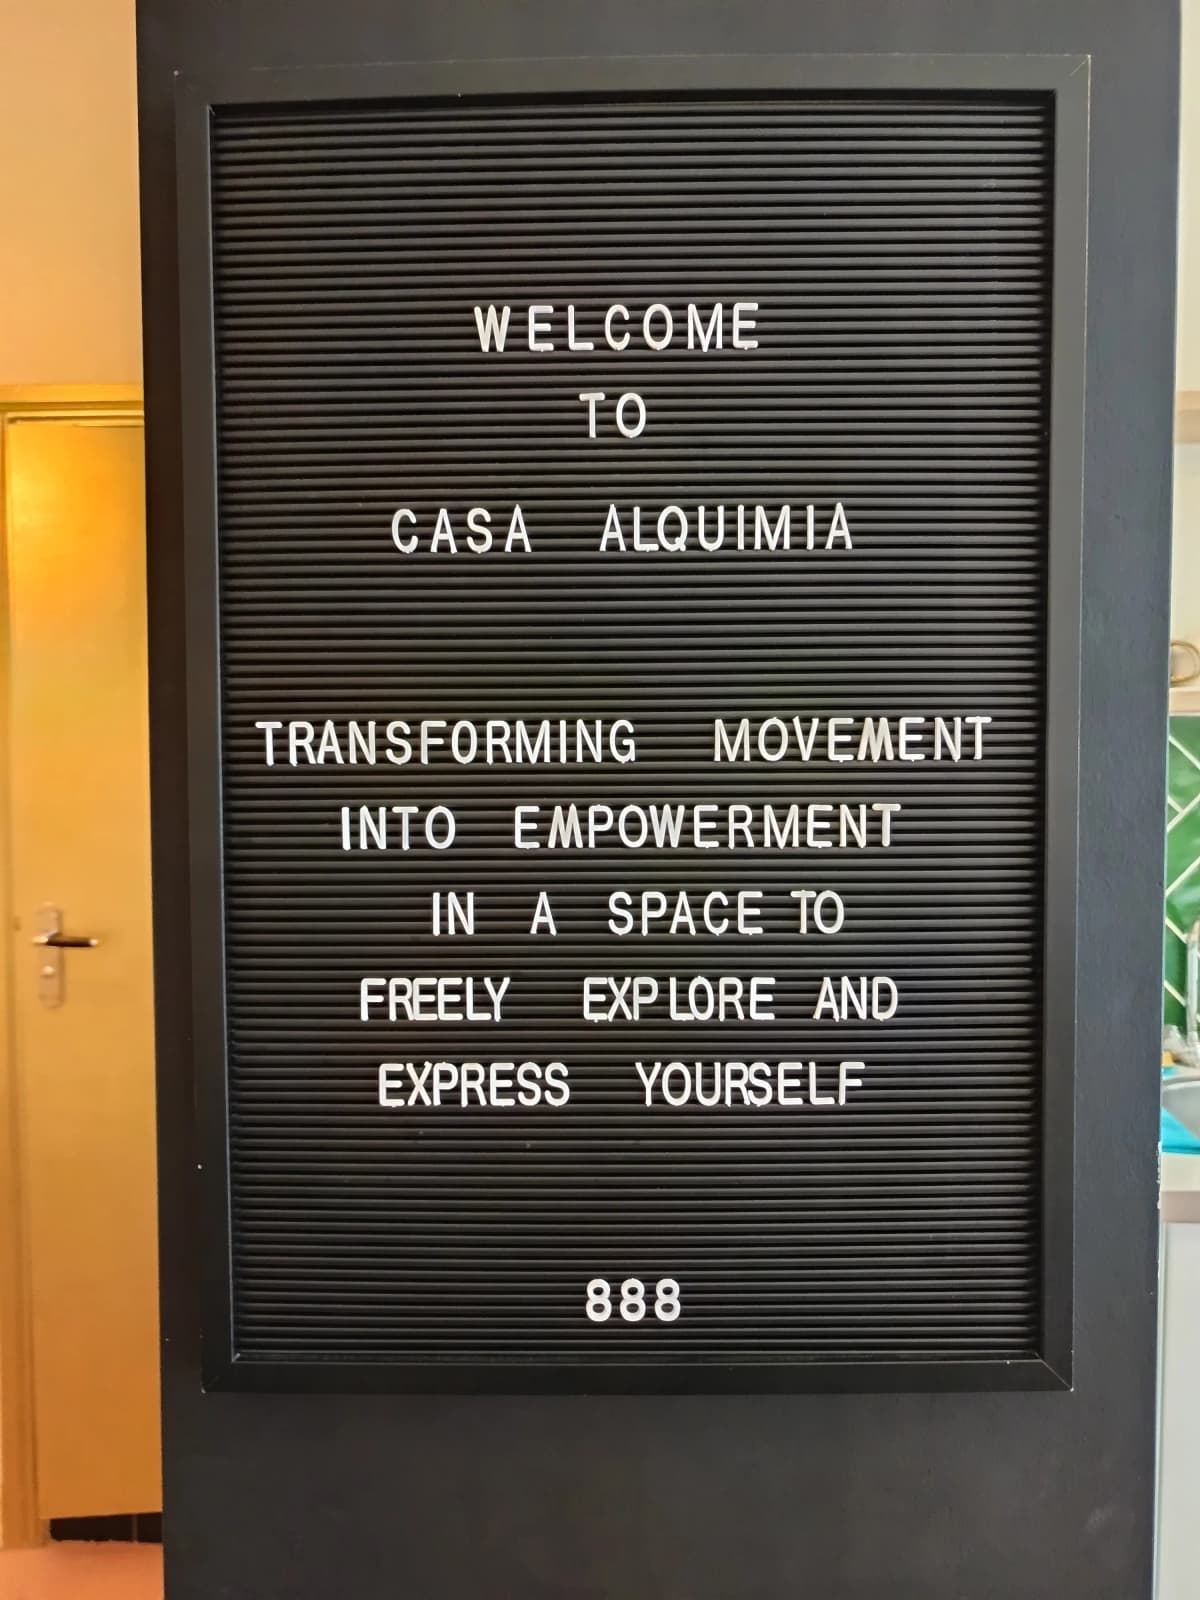 WELCOME
TO
CASA ALQUIMIA
TRANSFORMING MOVEMENT
INTO EMPOWERMENT
IN A SPACE TO
FREELY EXPLORE AND
EXPRESS YOURSELF
888